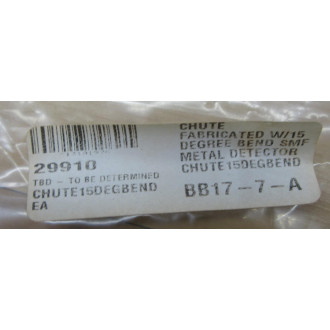 29910
TBD - TO BE DETERMINED
CHUTE15DEGBEND
EA
CHUTE
FABRICATED W/15
DEGREE BEND SMF
METAL DETECTOR
CHUTE15DEGBEND
BB17-7-A